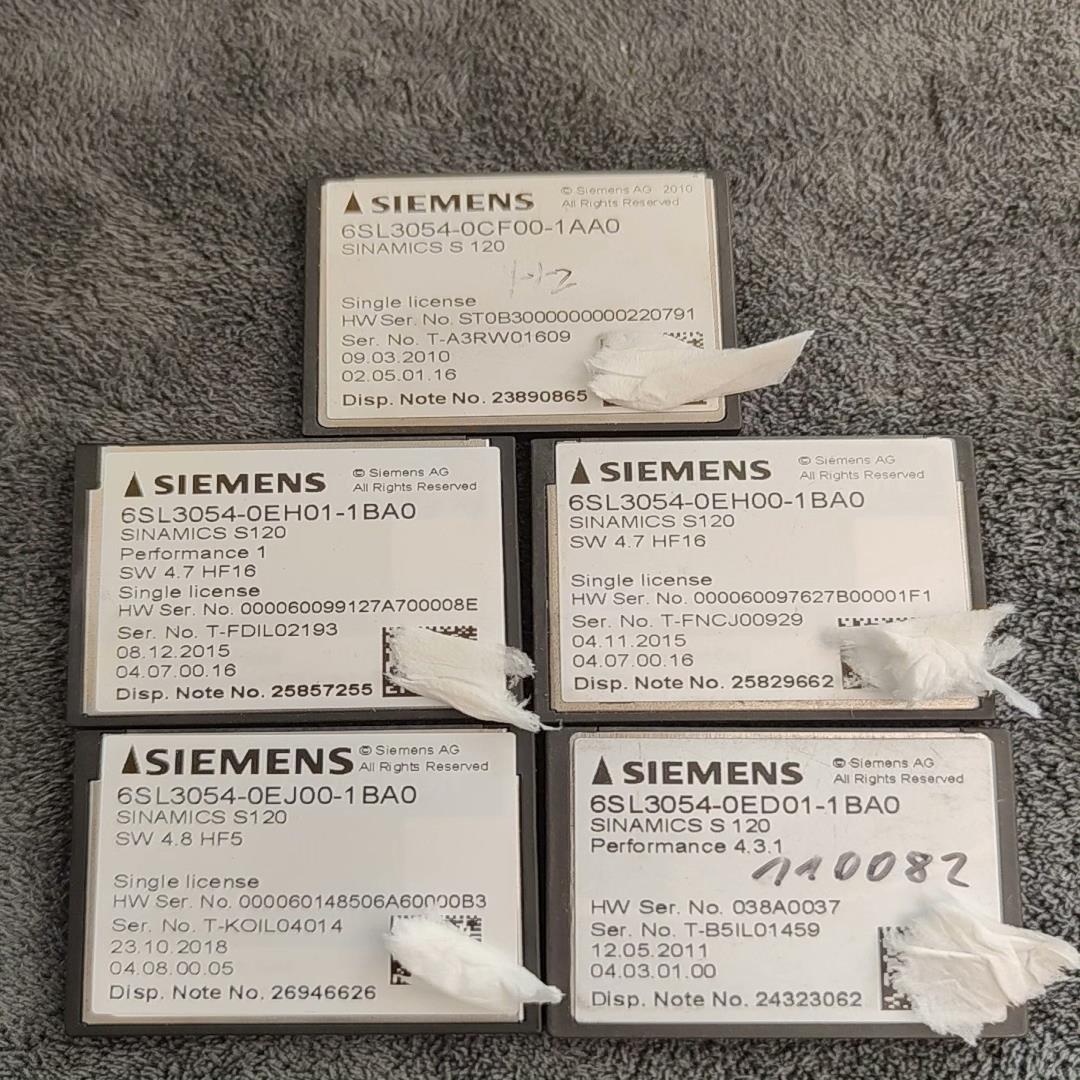 SIEMENS © Siemens AG 2010
All Rights Reserved
6SL3054-0CF00-1AA0
SINAMICS S 120
Single license
HW Ser. No. ST0B3000000000220791
Ser. No. T-A3RW01609
09.03.2010
02.05.01.16
Disp. Note No. 23890865
SIEMENS © Siemens AG
All Rights Reserved
6SL3054-0EH01-1BA0
SINAMICS S120
Performance 1
SW 4.7 HF16
Single license
HW Ser. No. 000060099127A700008E
Ser. No. T-FDIL02193
08.12.2015
04.07.00.16
Disp. Note No. 25857255
SIEMENS © Siemens AG
All Rights Reserved
6SL3054-0EH00-1BA0
SINAMICS S120
SW 4.7 HF16
Single license
HW Ser. No. 000060097627B00001F1
Ser. No. T-FNCJ00929
04.11.2015
04.07.00.16
Disp. Note No. 25829662
SIEMENS © Siemens AG
All Rights Reserved
6SL3054-0EJ00-1BA0
SINAMICS S120
SW 4.8 HF5
Single license
HW Ser. No. 000060148506A60000B3
Ser. No. T-KOIL04014
23.10.2018
04.08.00.05
Disp. Note No. 26946626
SIEMENS © Siemens AG
All Rights Reserved
6SL3054-0ED01-1BA0
SINAMICS S 120
Performance 4.3.1
110082
HW Ser. No. 038A0037
Ser. No. T-B5IL01459
12.05.2011
04.03.01.00
Disp. Note No. 24323062